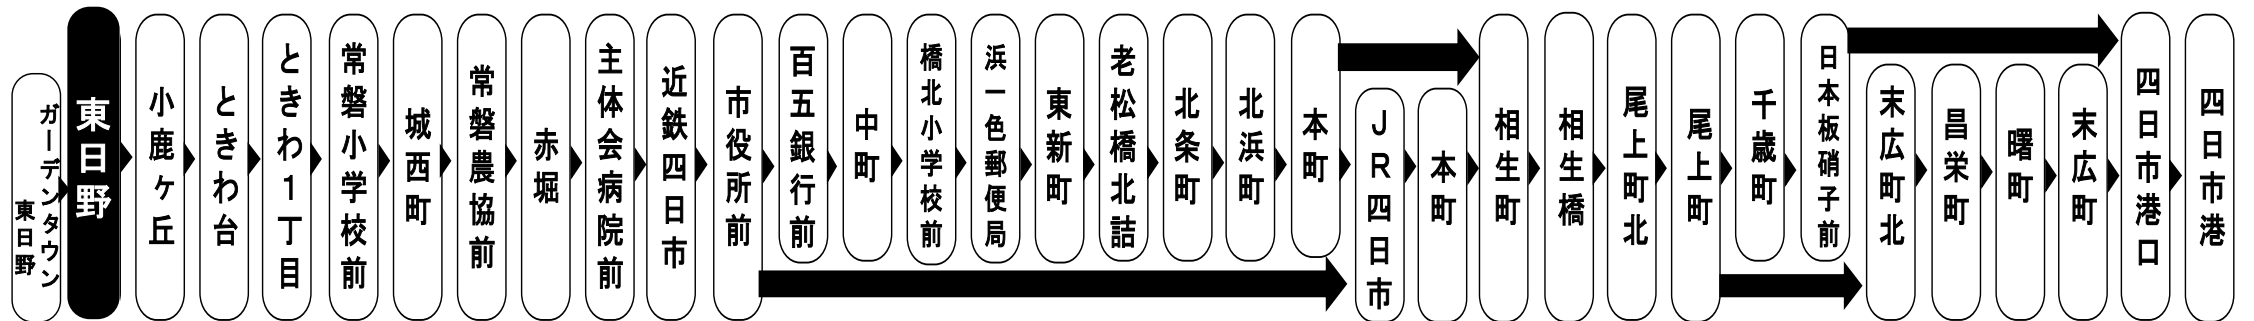 ガーデンタウン
東日野
東日野
小鹿ヶ丘
ときわ台
ときわ1丁目
常磐小学校前
城西町
常磐農協前
赤堀
主体会病院前
近鉄四日市
市役所前
百五銀行前
中町
橋北小学校前
浜一色郵便局
東新町
老松橋北詰
北条町
北浜町
本町
JR四日市
本町
相生町
相生橋
尾上町北
尾上町
千歳町
日本板硝子前
末広町北
昌栄町
曙町
末広町
四日市港口
四日市港